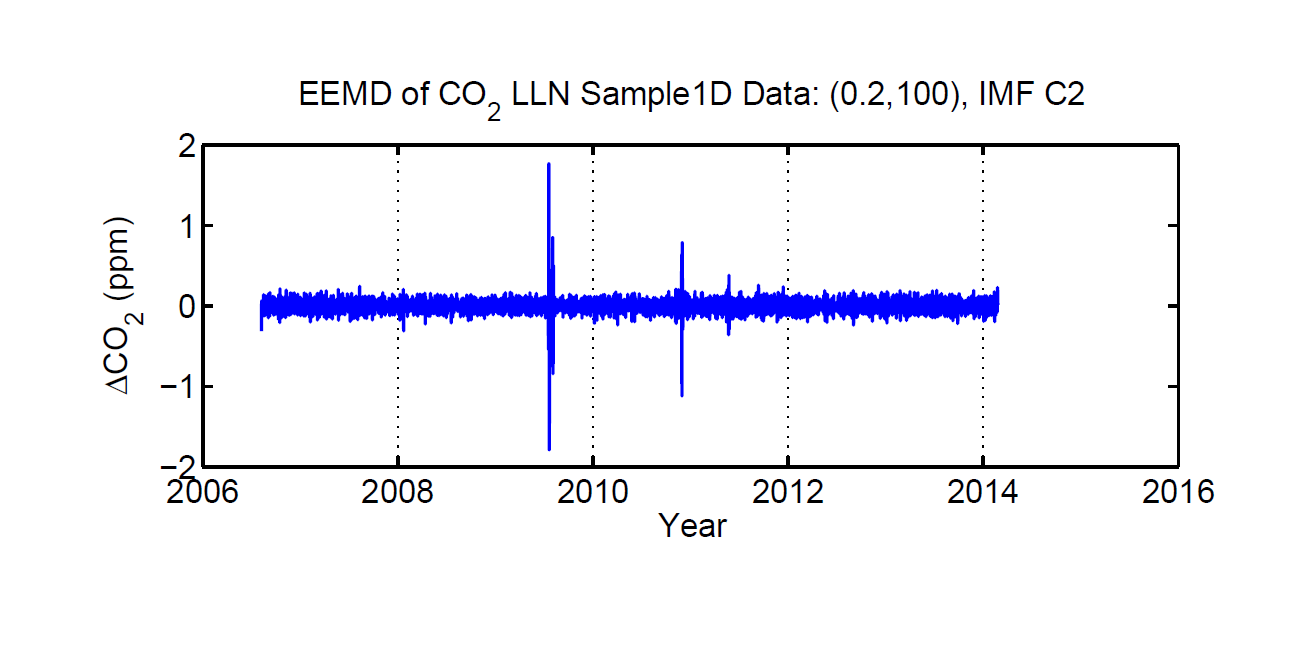 EEMD of CO2 LLN Sample1D Data: (0.2,100), IMF C2
2
1
0
−1
−2
ΔCO2 (ppm)
2006 2008 2010 2012 2014 2016
Year